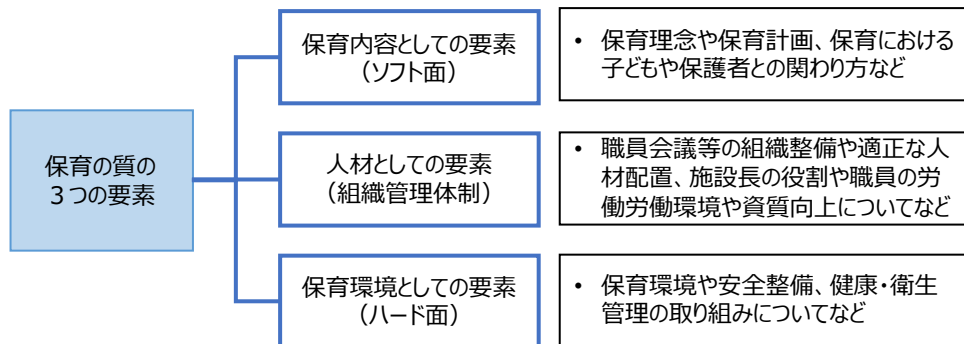 保育の質の
３つの要素
保育内容としての要素
（ソフト面）
• 保育理念や保育計画、保育における
子どもや保護者との関わり方など
人材としての要素
（組織管理体制）
• 職員会議等の組織整備や適正な人
材配置、施設長の役割や職員の労
働労働環境や資質向上についてなど
保育環境としての要素
（ハード面）
• 保育環境や安全整備、健康・衛生
管理の取り組みについてなど